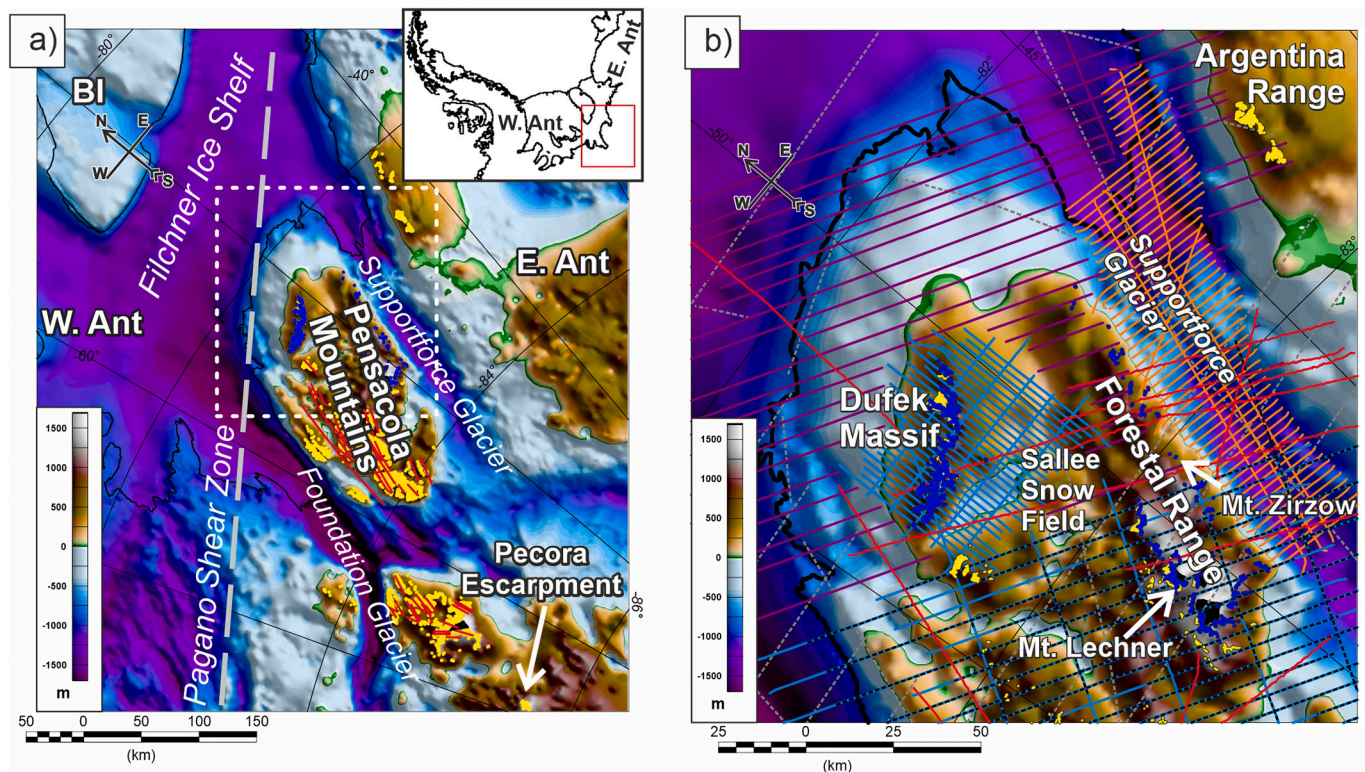 a)
BI
N
E
W
S
-80°
-40°
Filchner Ice Shelf
W. Ant
E. Ant
W. Ant
-60°
E. Ant
Supportforce Glacier
Pensacola
Mountains
-84°
Pagano Shear Zone
Foundation Glacier
Pecora
Escarpment
-86°
1000
500
0
-500
-1000
-1500
m
50 0 50 100 150
(km)
b)
N
E
W
S
-50°
-82°
-45°
Argentina
Range
-83°
Supportforce
Glacier
Dufek
Massif
Forestal Range
Sallee
Snow
Field
Mt. Zirzow
Mt. Lechner
1500
1000
500
0
-500
-1000
-1500
m
25 0 25 50
(km)